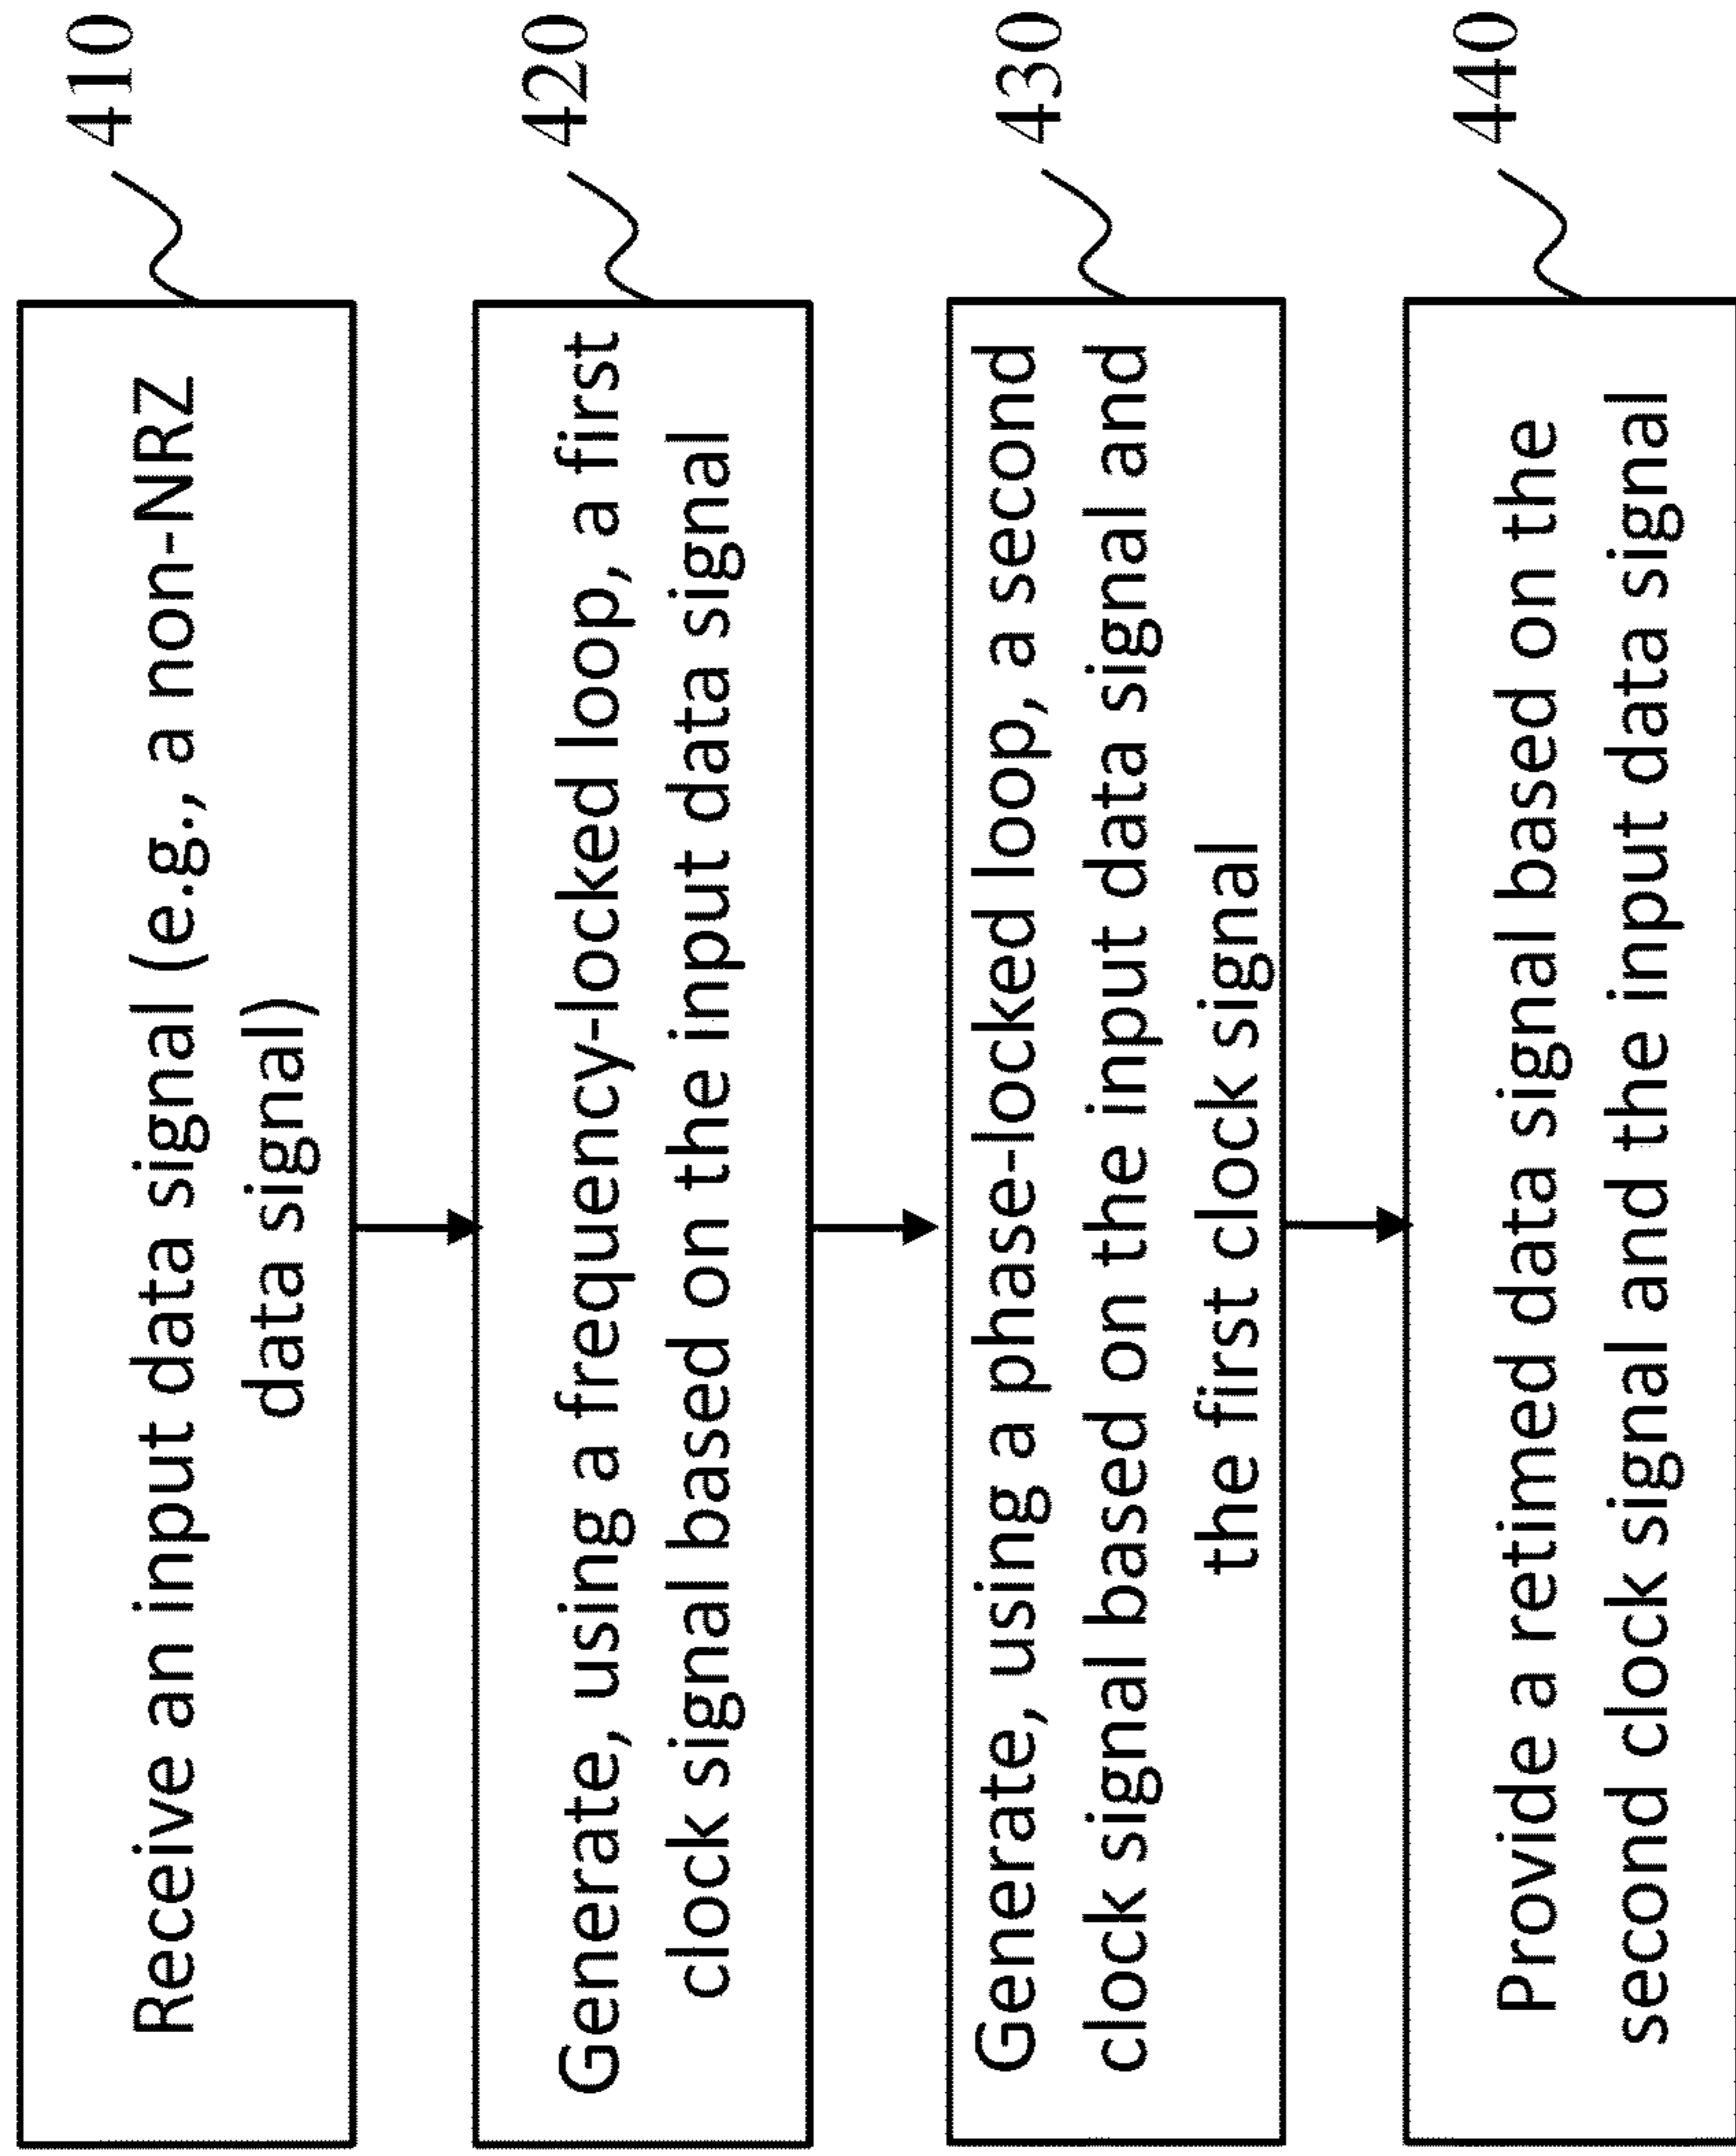 410
Receive an input data signal (e.g., a non-NRZ
data signal)
420
Generate, using a frequency-locked loop, a first
clock signal based on the input data signal
430
Generate, using a phase-locked loop, a second
clock signal based on the input data signal and
the first clock signal
440
Provide a retimed data signal based on the
second clock signal and the input data signal